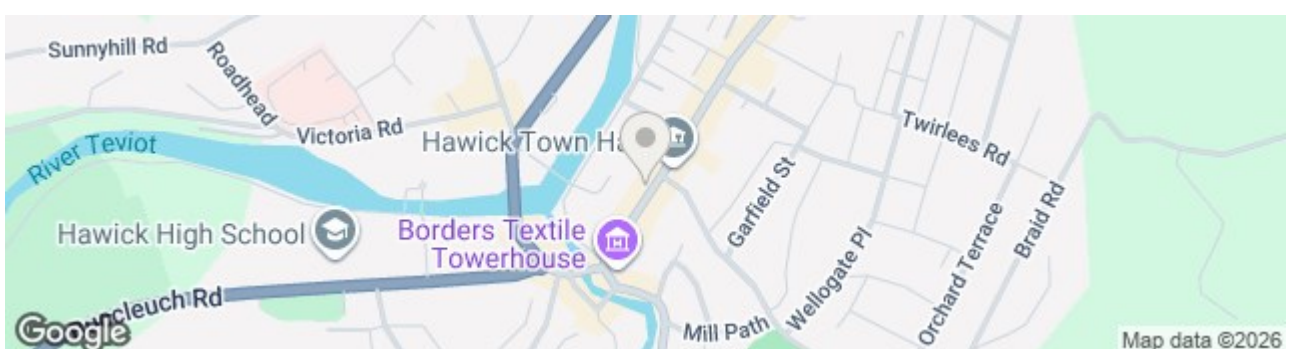 Sunnyhill Rd
Roadhead
Victoria Rd
River Teviot
Hawick Town Ha
Twirlees Rd
Garfield St
Hawick High School
Borders Textile
Towerhouse
Braid Rd
Orchard Terrace
Wellogate Pl
Mill Path
Rd
Google
Map data ©2026